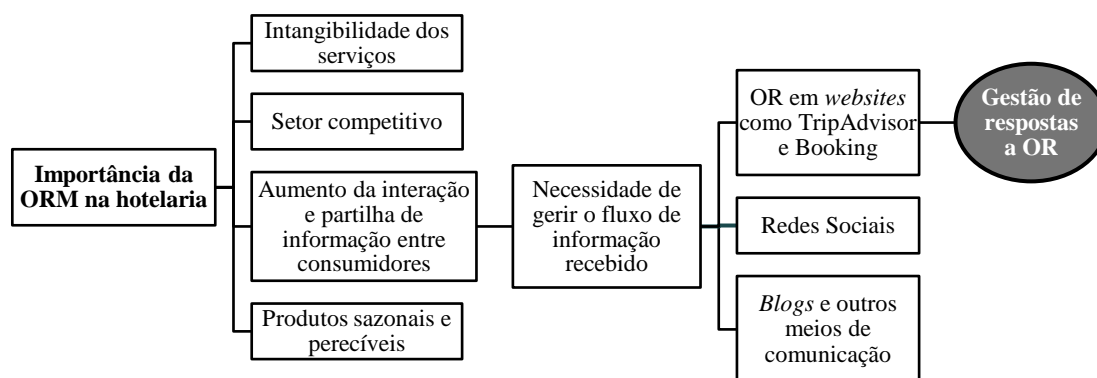 Importância da
ORM na hotelaria
Intangibilidade dos
serviços
Setor competitivo
Aumento da interação
e partilha de
informação entre
consumidores
Produtos sazonais e
perecíveis
Necessidade de
gerir o fluxo de
informação
recebido
OR em websites
como TripAdvisor
e Booking
Redes Sociais
Blogs e outros
meios de
comunicação
Gestão de
respostas
a OR